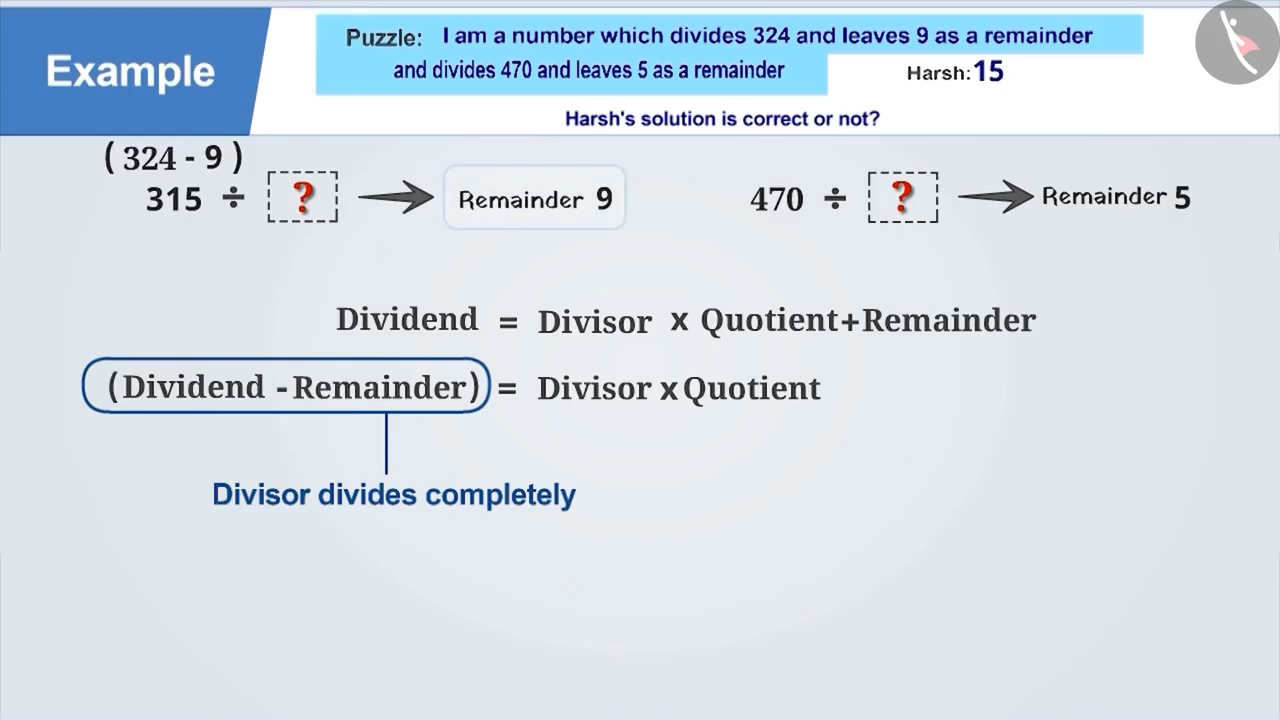 Example
Puzzle: I am a number which divides 324 and leaves 9 as a remainder
and divides 470 and leaves 5 as a remainder
Harsh: 15
Harsh's solution is correct or not?
( 324 - 9 )
315 ÷ ? Remainder 9
470 ÷ ? Remainder 5
Dividend = Divisor x Quotient+Remainder
(Dividend - Remainder) = Divisor x Quotient
Divisor divides completely